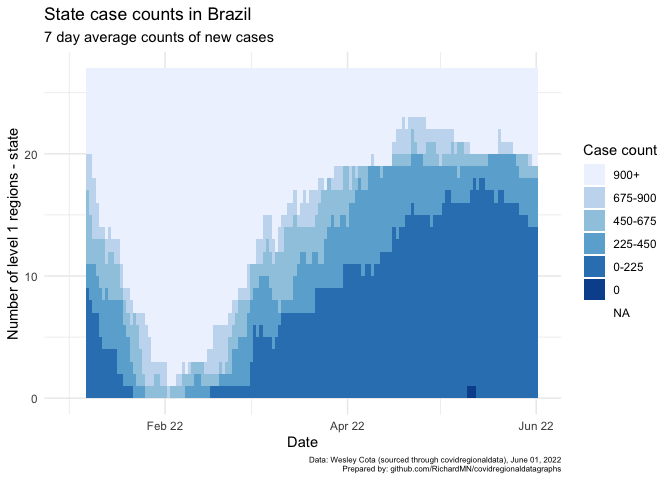 State case counts in Brazil
7 day average counts of new cases
Number of level 1 regions - state
20
10
0
Feb 22
Apr 22
Jun 22
Date
Case count
900+
675-900
450-675
225-450
0-225
0
NA
Data: Wesley Cota (sourced through covidregionaldata), June 01, 2022
Prepared by: github.com/RichardMN/covidregionaldatagraphs